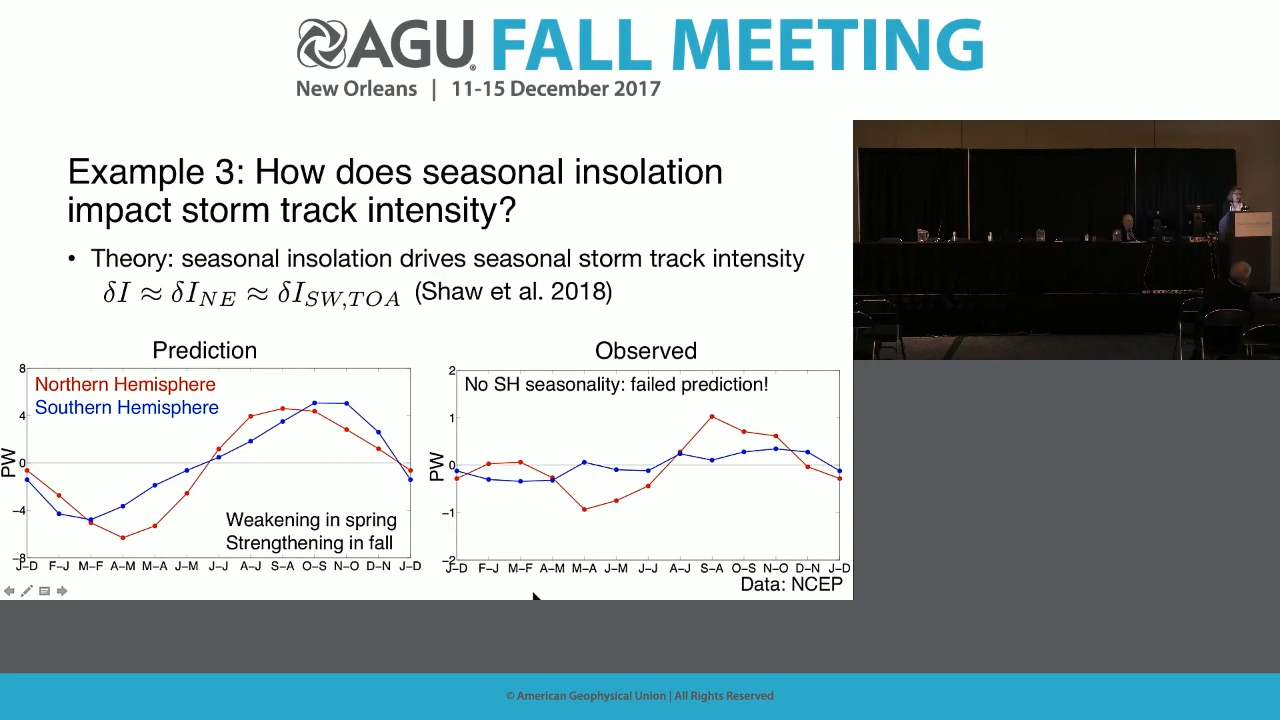 AGU FALL MEETING
New Orleans | 11-15 December 2017
Example 3: How does seasonal insolation
impact storm track intensity?
• Theory: seasonal insolation drives seasonal storm track intensity
δI ≈ δI_NE ≈ δI_SW,TOA (Shaw et al. 2018)
Prediction
8
4
0
−4
−8
PW
Northern Hemisphere
Southern Hemisphere
Weakening in spring
Strengthening in fall
J−D F−J M−F A−M M−A J−M J−J A−J S−A O−S N−O D−N J−D
Observed
2
1
0
−1
−2
PW
No SH seasonality: failed prediction!
J−D F−J M−F A−M M−A J−M J−J A−J S−A O−S N−O D−N J−D
Data: NCEP
© American Geophysical Union | All Rights Reserved